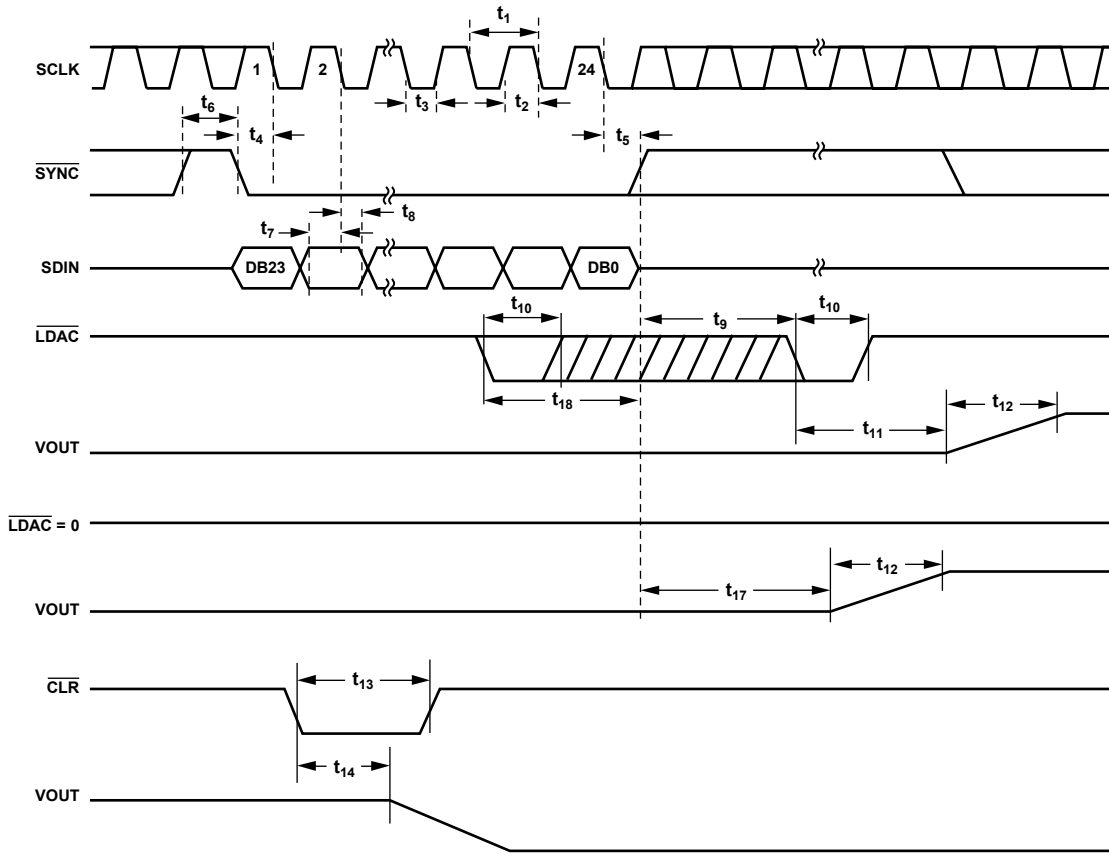 t1
SCLK
1
2
24
t6
t4
t3
t2
t5
SYNC
t7
t8
SDIN
DB23
DB0
t10
t9
t10
LDAC
t18
t12
t11
VOUT
LDAC = 0
t12
t17
VOUT
t13
CLR
t14
VOUT